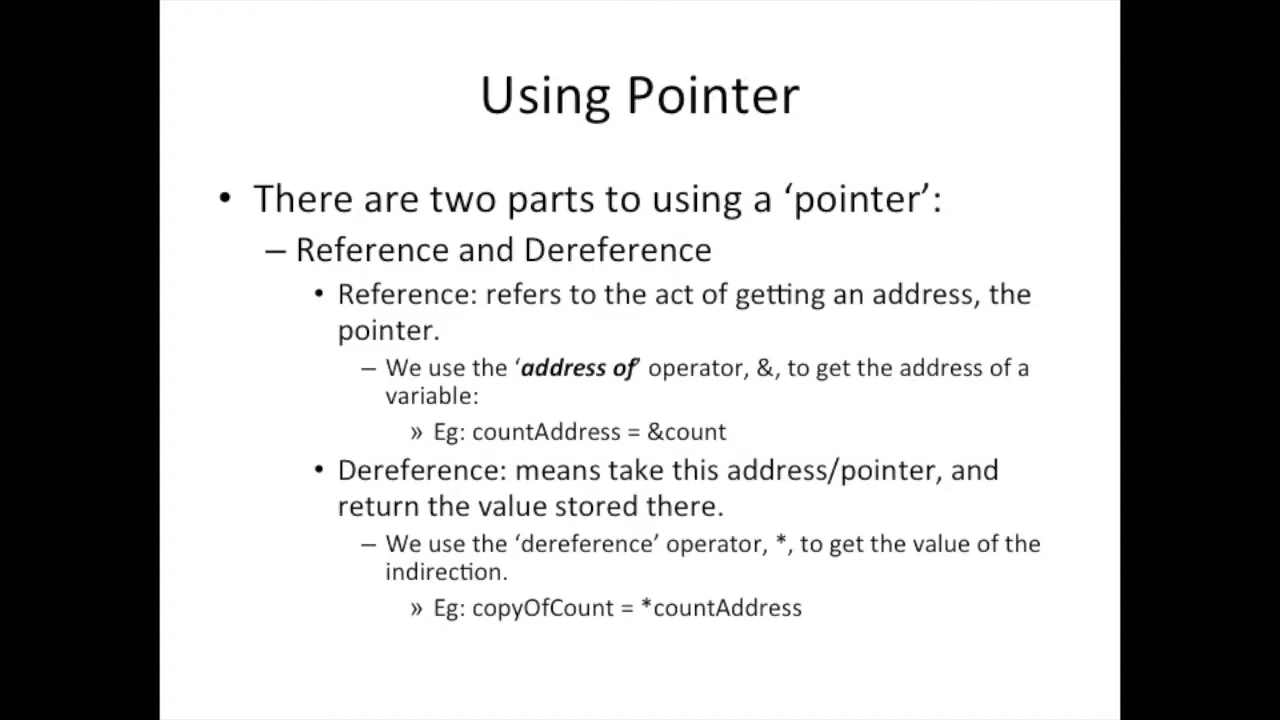 Using Pointer
• There are two parts to using a ‘pointer’:
– Reference and Dereference
• Reference: refers to the act of getting an address, the
pointer.
– We use the ‘address of’ operator, &, to get the address of a
variable:
» Eg: countAddress = &count
• Dereference: means take this address/pointer, and
return the value stored there.
– We use the ‘dereference’ operator, *, to get the value of the
indirection.
» Eg: copyOfCount = *countAddress